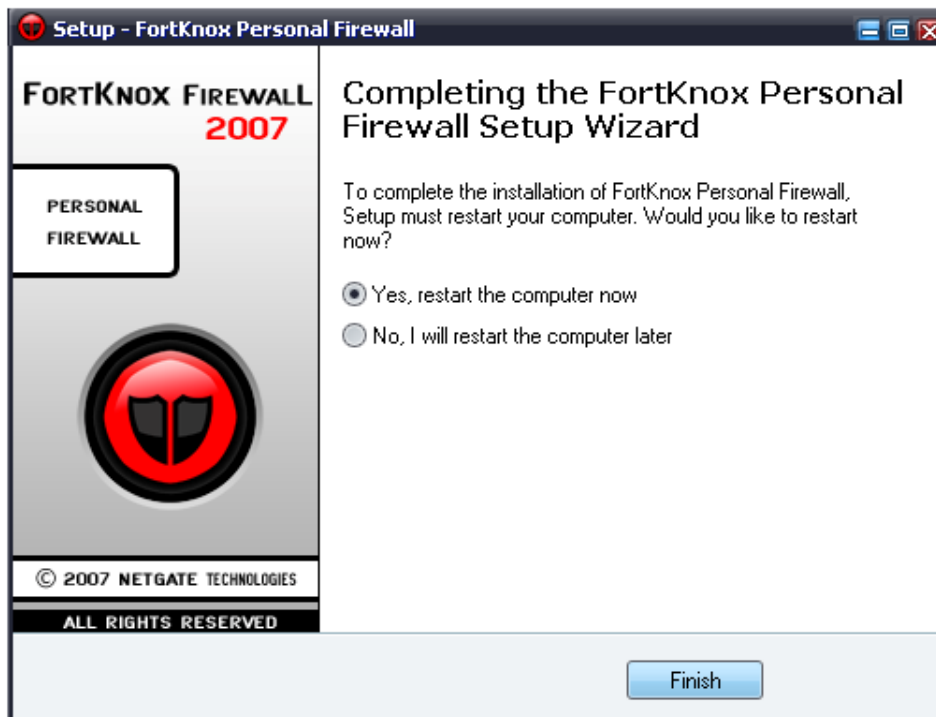 Setup - FortKnox Personal Firewall
FORTKNOX FIREWALL
2007
PERSONAL
FIREWALL
© 2007 NETGATE TECHNOLOGIES
ALL RIGHTS RESERVED
Completing the FortKnox Personal
Firewall Setup Wizard
To complete the installation of FortKnox Personal Firewall,
Setup must restart your computer. Would you like to restart
now?
Yes, restart the computer now
No, I will restart the computer later
Finish